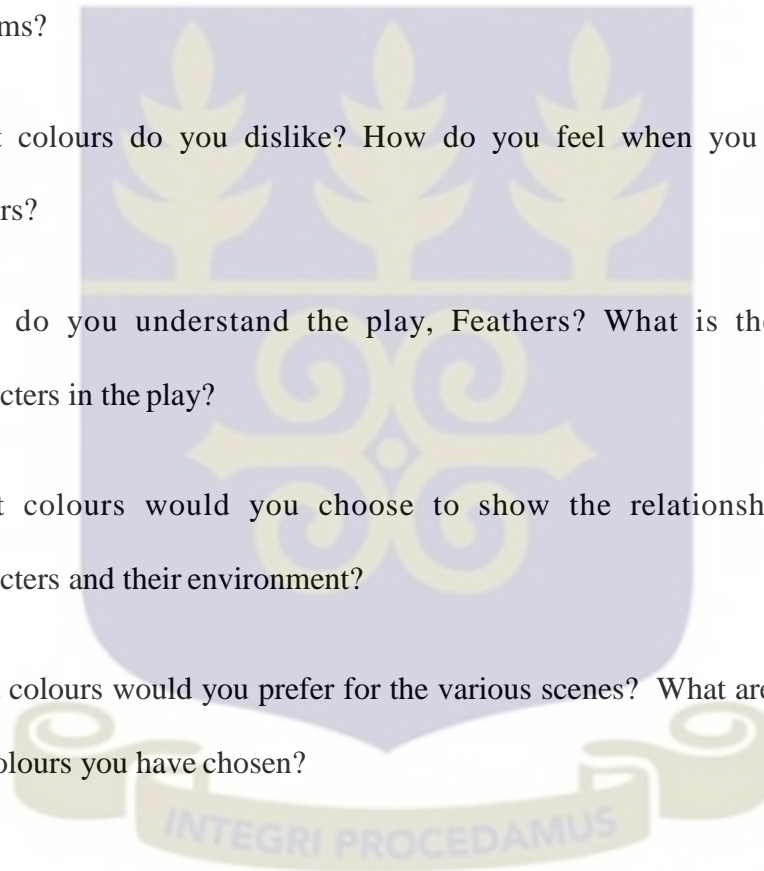 ms?
t colours do you dislike? How do you feel when you
rs?
do you understand the play, Feathers? What is the
cters in the play?
t colours would you choose to show the relationsh
cters and their environment?
colours would you prefer for the various scenes? What are
olours you have chosen?
INTEGRI PROCEDAMUS